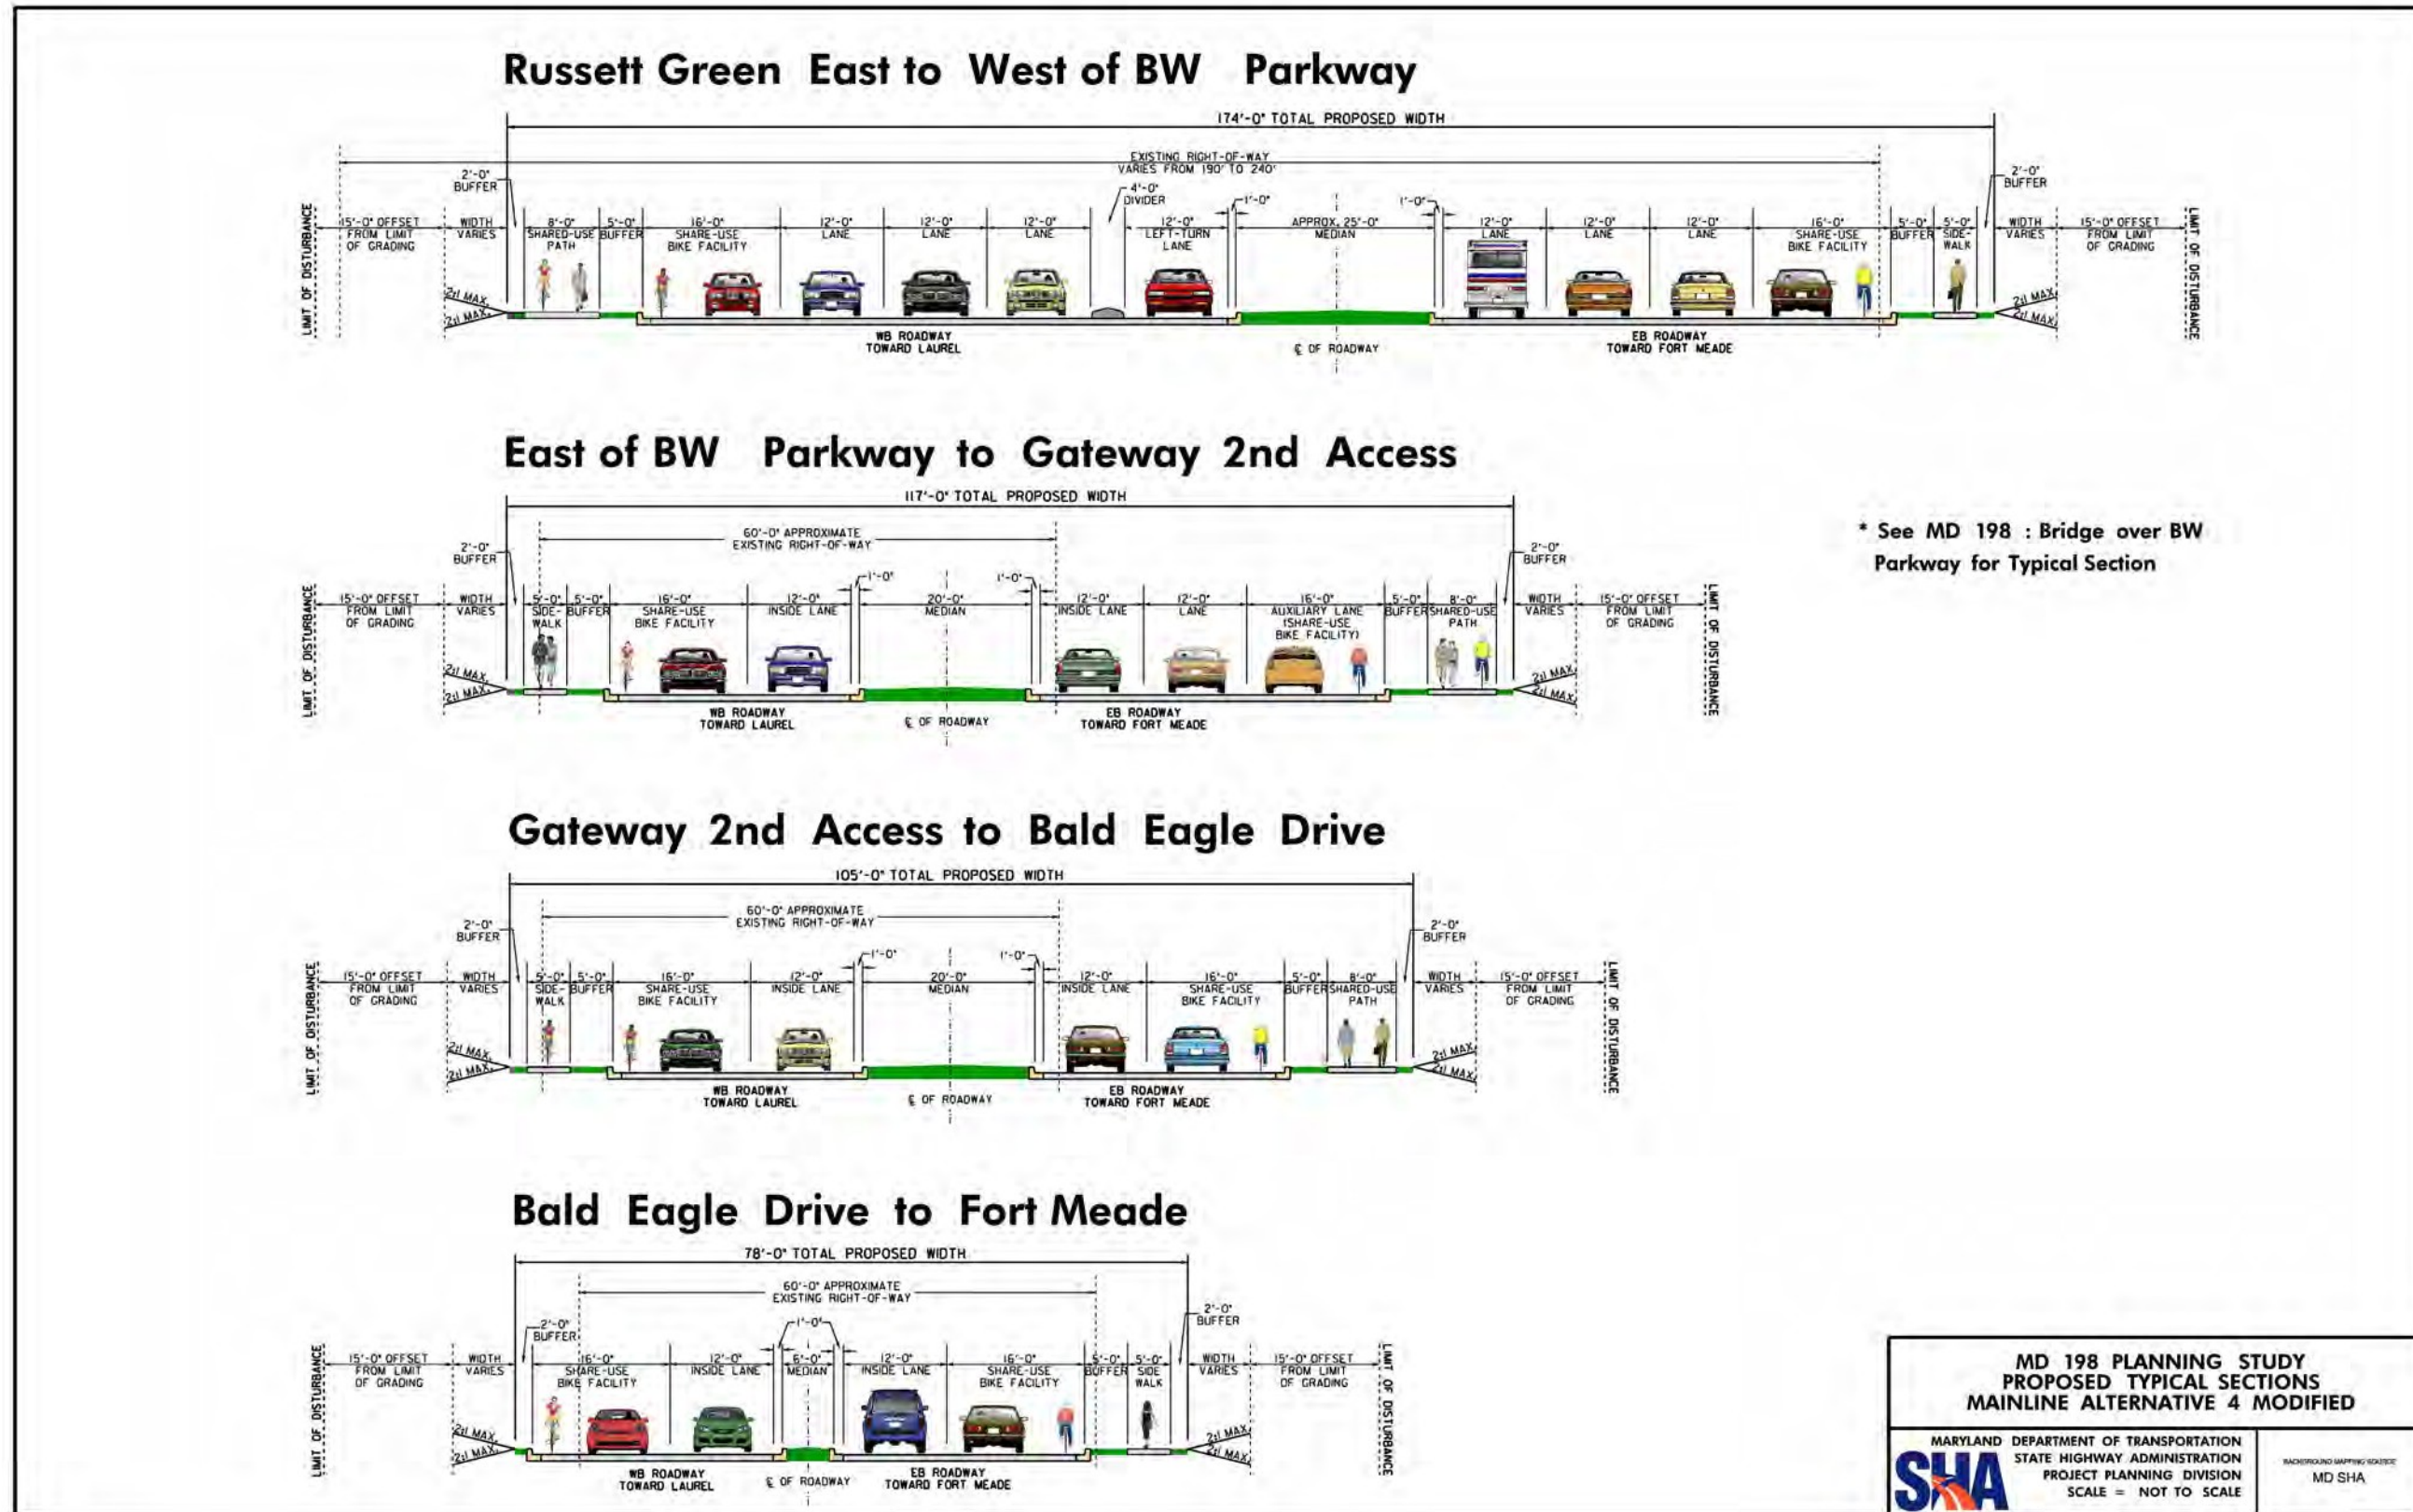 Russett Green East to West of BW Parkway
174'-0" TOTAL PROPOSED WIDTH
EXISTING RIGHT-OF-WAY
VARIES FROM 190' TO 240'
2'-0"
BUFFER
4'-0"
DIVIDER
1'-0"
1'-0"
2'-0"
BUFFER
LIMIT OF DISTURBANCE
15'-0" OFFSET
FROM LIMIT
OF GRADING
WIDTH
VARIES
8'-0"
SHARED-USE
PATH
5'-0"
BUFFER
16'-0"
SHARE-USE
BIKE FACILITY
12'-0"
LANE
12'-0"
LANE
12'-0"
LANE
12'-0"
LEFT-TURN
LANE
APPROX. 25'-0"
MEDIAN
12'-0"
LANE
12'-0"
LANE
12'-0"
LANE
16'-0"
SHARE-USE
BIKE FACILITY
5'-0"
BUFFER
5'-0"
SIDE-
WALK
WIDTH
VARIES
15'-0" OFFSET
FROM LIMIT
OF GRADING
LIMIT OF DISTURBANCE
2:1 MAX.
2:1 MAX.
2:1 MAX.
2:1 MAX.
WB ROADWAY
TOWARD LAUREL
℄ OF ROADWAY
EB ROADWAY
TOWARD FORT MEADE
East of BW Parkway to Gateway 2nd Access
117'-0" TOTAL PROPOSED WIDTH
60'-0" APPROXIMATE
EXISTING RIGHT-OF-WAY
2'-0"
BUFFER
1'-0"
1'-0"
2'-0"
BUFFER
LIMIT OF DISTURBANCE
15'-0" OFFSET
FROM LIMIT
OF GRADING
WIDTH
VARIES
5'-0"
SIDE-
WALK
5'-0"
BUFFER
16'-0"
SHARE-USE
BIKE FACILITY
12'-0"
INSIDE LANE
20'-0"
MEDIAN
12'-0"
INSIDE LANE
12'-0"
LANE
16'-0"
AUXILIARY LANE
(SHARE-USE
BIKE FACILITY)
5'-0"
BUFFER
8'-0"
SHARED-USE
PATH
WIDTH
VARIES
15'-0" OFFSET
FROM LIMIT
OF GRADING
LIMIT OF DISTURBANCE
2:1 MAX.
2:1 MAX.
2:1 MAX.
2:1 MAX.
WB ROADWAY
TOWARD LAUREL
℄ OF ROADWAY
EB ROADWAY
TOWARD FORT MEADE
* See MD 198 : Bridge over BW
Parkway for Typical Section
Gateway 2nd Access to Bald Eagle Drive
105'-0" TOTAL PROPOSED WIDTH
60'-0" APPROXIMATE
EXISTING RIGHT-OF-WAY
2'-0"
BUFFER
1'-0"
1'-0"
2'-0"
BUFFER
LIMIT OF DISTURBANCE
15'-0" OFFSET
FROM LIMIT
OF GRADING
WIDTH
VARIES
5'-0"
SIDE-
WALK
5'-0"
BUFFER
16'-0"
SHARE-USE
BIKE FACILITY
12'-0"
INSIDE LANE
20'-0"
MEDIAN
12'-0"
INSIDE LANE
16'-0"
SHARE-USE
BIKE FACILITY
5'-0"
BUFFER
8'-0"
SHARED-USE
PATH
WIDTH
VARIES
15'-0" OFFSET
FROM LIMIT
OF GRADING
LIMIT OF DISTURBANCE
2:1 MAX.
2:1 MAX.
2:1 MAX.
2:1 MAX.
WB ROADWAY
TOWARD LAUREL
℄ OF ROADWAY
EB ROADWAY
TOWARD FORT MEADE
Bald Eagle Drive to Fort Meade
78'-0" TOTAL PROPOSED WIDTH
60'-0" APPROXIMATE
EXISTING RIGHT-OF-WAY
2'-0"
BUFFER
1'-0"
2'-0"
BUFFER
LIMIT OF DISTURBANCE
15'-0" OFFSET
FROM LIMIT
OF GRADING
WIDTH
VARIES
16'-0"
SHARE-USE
BIKE FACILITY
12'-0"
INSIDE LANE
6'-0"
MEDIAN
12'-0"
INSIDE LANE
16'-0"
SHARE-USE
BIKE FACILITY
5'-0"
BUFFER
5'-0"
SIDE
WALK
WIDTH
VARIES
15'-0" OFFSET
FROM LIMIT
OF GRADING
LIMIT OF DISTURBANCE
2:1 MAX.
2:1 MAX.
2:1 MAX.
2:1 MAX.
WB ROADWAY
TOWARD LAUREL
℄ OF ROADWAY
EB ROADWAY
TOWARD FORT MEADE
MD 198 PLANNING STUDY
PROPOSED TYPICAL SECTIONS
MAINLINE ALTERNATIVE 4 MODIFIED
SHA
MARYLAND DEPARTMENT OF TRANSPORTATION
STATE HIGHWAY ADMINISTRATION
PROJECT PLANNING DIVISION
SCALE = NOT TO SCALE
BACKGROUND MAPPING SOURCE
MD SHA